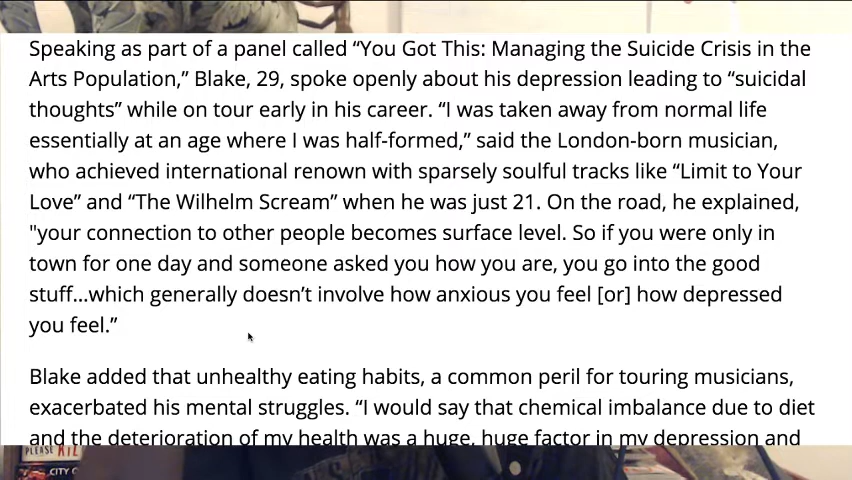 Speaking as part of a panel called “You Got This: Managing the Suicide Crisis in the
Arts Population,” Blake, 29, spoke openly about his depression leading to “suicidal
thoughts” while on tour early in his career. “I was taken away from normal life
essentially at an age where I was half-formed,” said the London-born musician,
who achieved international renown with sparsely soulful tracks like “Limit to Your
Love” and “The Wilhelm Scream” when he was just 21. On the road, he explained,
"your connection to other people becomes surface level. So if you were only in
town for one day and someone asked you how you are, you go into the good
stuff...which generally doesn’t involve how anxious you feel [or] how depressed
you feel.”
Blake added that unhealthy eating habits, a common peril for touring musicians,
exacerbated his mental struggles. “I would say that chemical imbalance due to diet
and the deterioration of my health was a huge, huge factor in my depression and
PLEASE
CITY